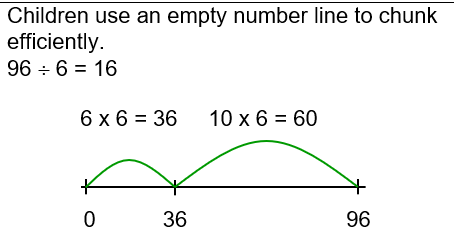 Children use an empty number line to chunk
efficiently.
96 ÷ 6 = 16
6 x 6 = 36 10 x 6 = 60
0 36 96